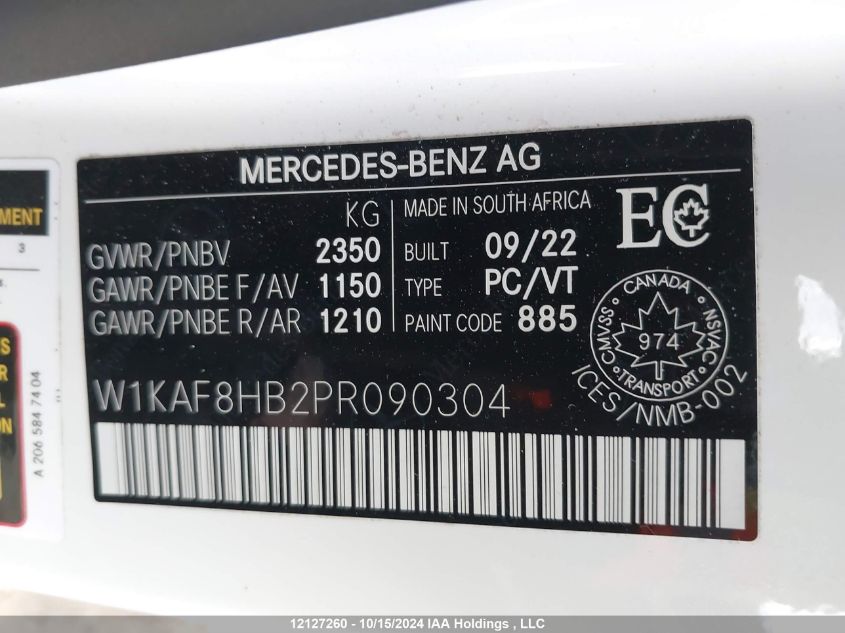 MERCEDES-BENZ AG
KG
GVWR/PNBV 2350
GAWR/PNBE F/AV 1150
GAWR/PNBE R/AR 1210
MADE IN SOUTH AFRICA
BUILT 09/22
TYPE PC/VT
PAINT CODE 885
EC
CANADA
CMVSS NSVAC
974
TRANSPORT
ICES/NMB-002
W1KAF8HB2PR090304
MENT
3
S
R
L
ION
A 206 584 74 04
12127260 - 10/15/2024 IAA Holdings , LLC